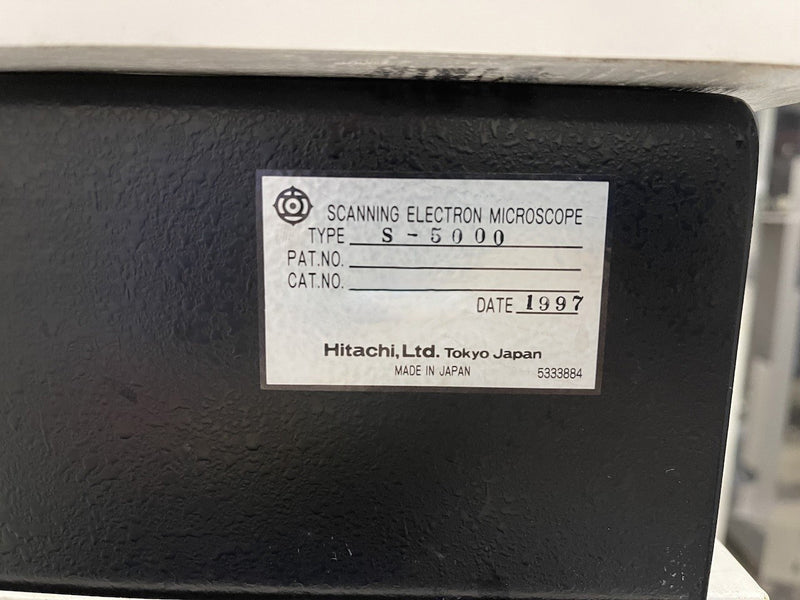 SCANNING ELECTRON MICROSCOPE
TYPE S-5000
PAT.NO.
CAT.NO.
DATE 1997
Hitachi, Ltd. Tokyo Japan
MADE IN JAPAN 5333884